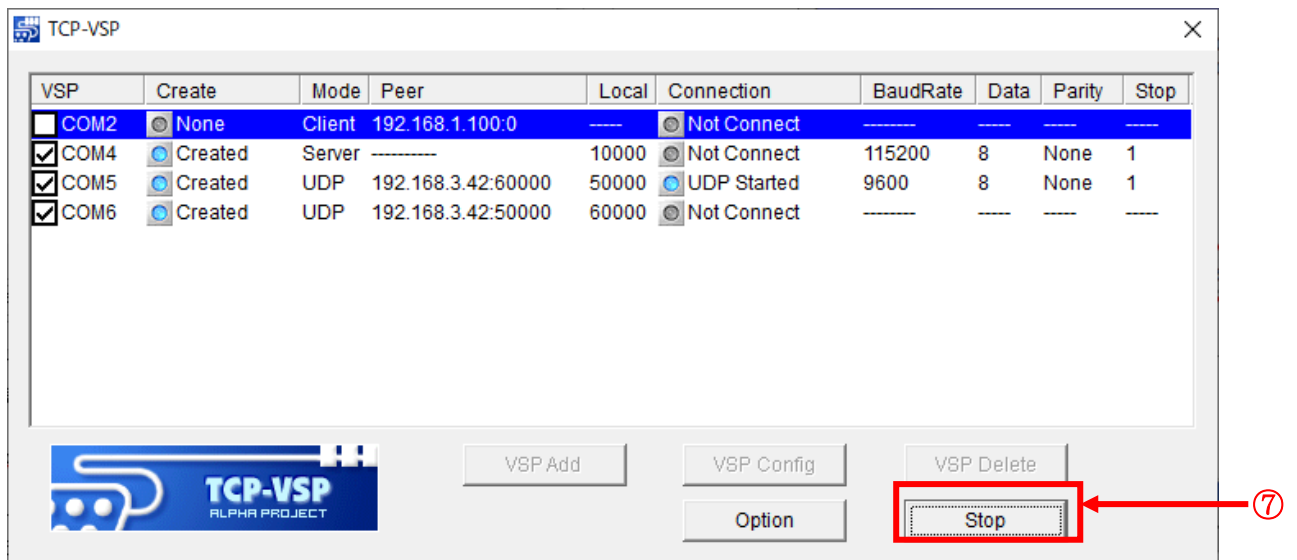 TCP-VSP
VSP Create Mode Peer Local Connection BaudRate Data Parity Stop
COM2 None Client 192.168.1.100:0 ----- Not Connect -------- ----- ----- -----
COM4 Created Server ---------- 10000 Not Connect 115200 8 None 1
COM5 Created UDP 192.168.3.42:60000 50000 UDP Started 9600 8 None 1
COM6 Created UDP 192.168.3.42:50000 60000 Not Connect -------- ----- ----- -----
VSP Add VSP Config VSP Delete
TCP-VSP
ALPHA PROJECT
Option Stop ⑦